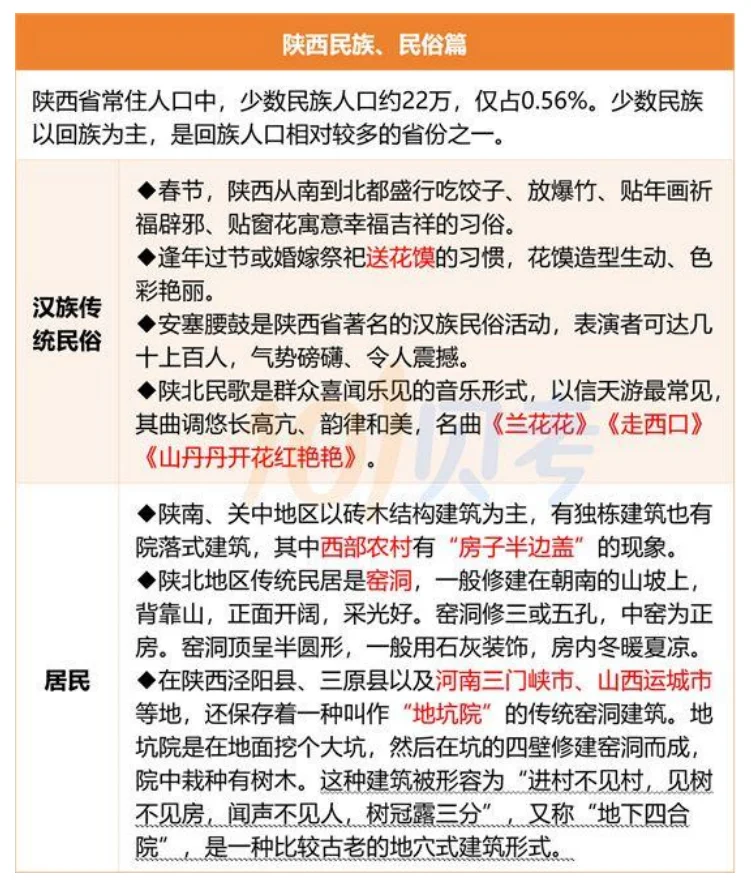 陕西民族、民俗篇
陕西省常住人口中，少数民族人口约22万，仅占0.56%。少数民族
以回族为主，是回族人口相对较多的省份之一。
汉族传
统民俗
◆春节，陕西从南到北都盛行吃饺子、放爆竹、贴年画祈
福辟邪、贴窗花寓意幸福吉祥的习俗。
◆逢年过节或婚嫁祭祀送花馍的习惯，花馍造型生动、色
彩艳丽。
◆安塞腰鼓是陕西省著名的汉族民俗活动，表演者可达几
十上百人，气势磅礴、令人震撼。
◆陕北民歌是群众喜闻乐见的音乐形式，以信天游最常见，
其曲调悠长高亢、韵律和美，名曲《兰花花》《走西口》
《山丹丹开花红艳艳》。
101贝考
居民
◆陕南、关中地区以砖木结构建筑为主，有独栋建筑也有
院落式建筑，其中西部农村有“房子半边盖”的现象。
◆陕北地区传统民居是窑洞，一般修建在朝南的山坡上，
背靠山，正面开阔，采光好。窑洞修三或五孔，中窑为正
房。窑洞顶呈半圆形，一般用石灰装饰，房内冬暖夏凉。
◆在陕西泾阳县、三原县以及河南三门峡市、山西运城市
等地，还保存着一种叫作“地坑院”的传统窑洞建筑。地
坑院是在地面挖个大坑，然后在坑的四壁修建窑洞而成，
院中栽种有树木。这种建筑被形容为“进村不见村，见树
不见房，闻声不见人，树冠露三分”，又称“地下四合
院”，是一种比较古老的地穴式建筑形式。